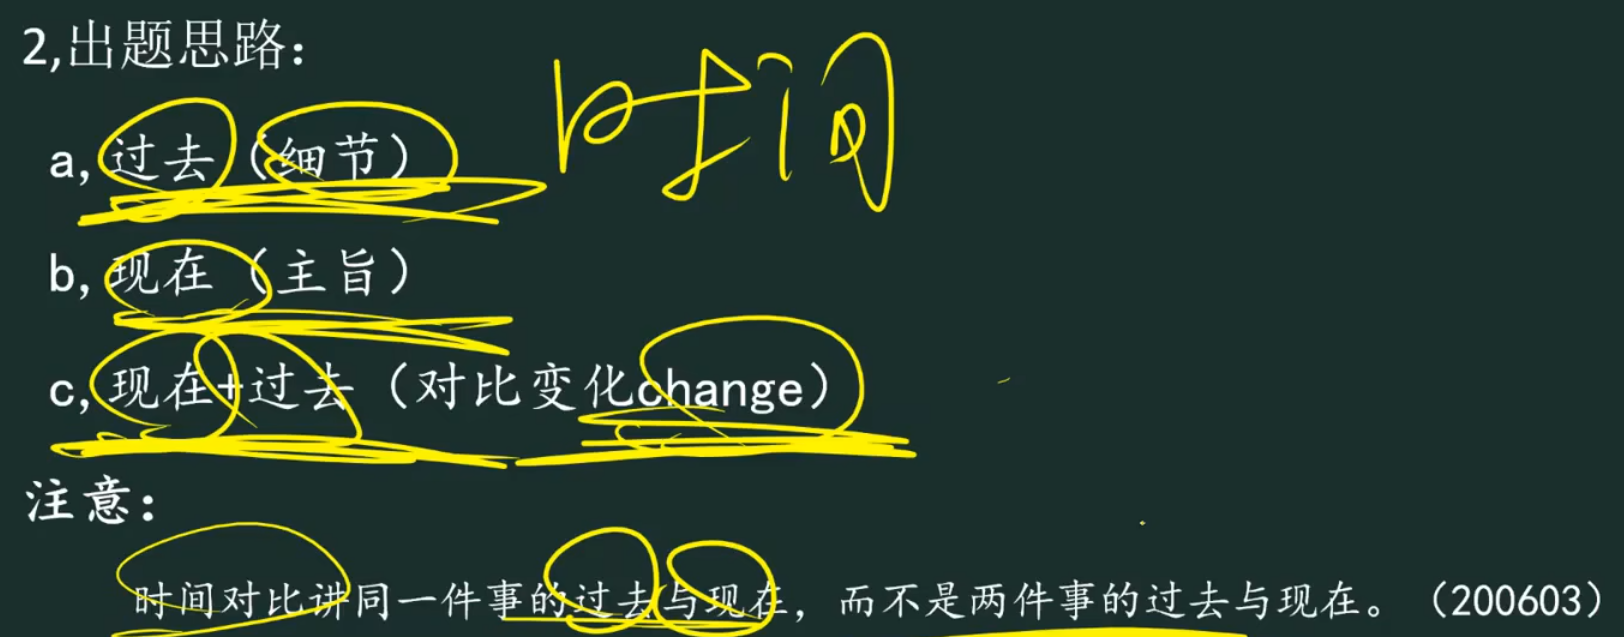 2,出题思路:
时间
a,过去（细节）
b,现在（主旨）
c,现在+过去（对比变化change）
注意:
时间对比讲同一件事的过去与现在，而不是两件事的过去与现在。（200603）